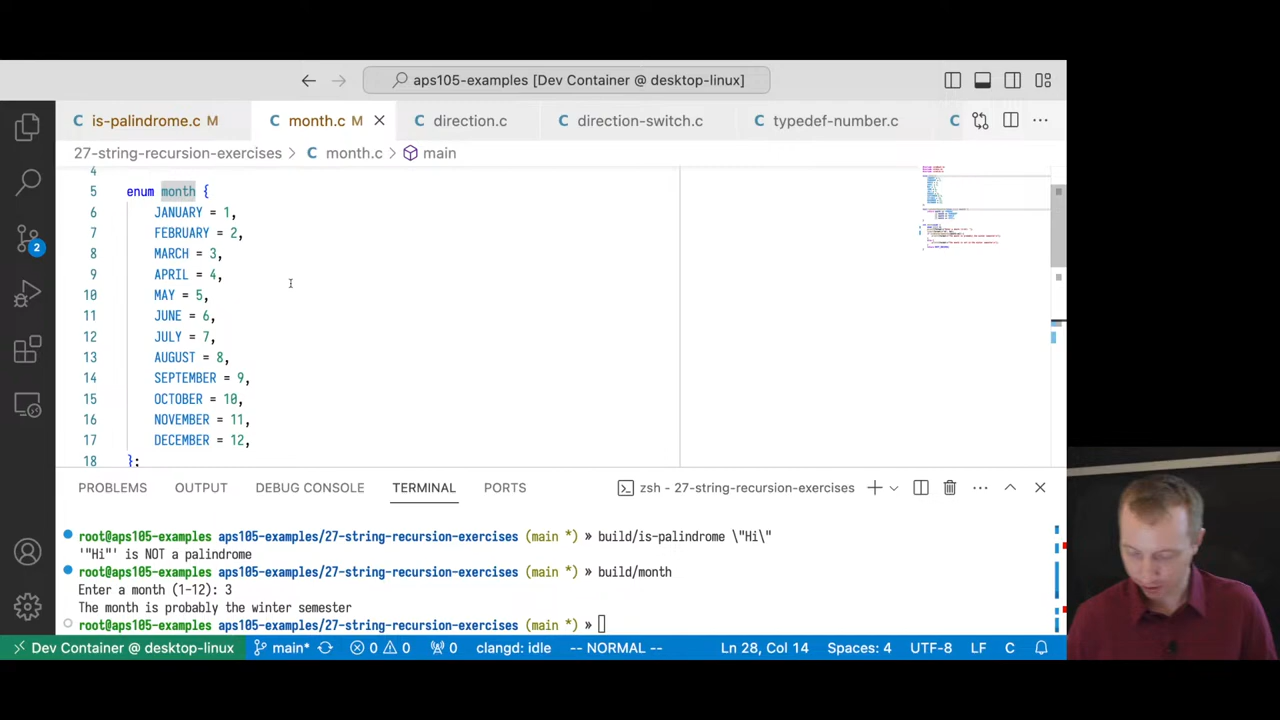 aps105-examples [Dev Container @ desktop-linux]
is-palindrome.c M
month.c M
direction.c
direction-switch.c
typedef-number.c
27-string-recursion-exercises > month.c > main
4
5 enum month {
6 JANUARY = 1,
7 FEBRUARY = 2,
8 MARCH = 3,
9 APRIL = 4,
10 MAY = 5,
11 JUNE = 6,
12 JULY = 7,
13 AUGUST = 8,
14 SEPTEMBER = 9,
15 OCTOBER = 10,
16 NOVEMBER = 11,
17 DECEMBER = 12,
18 };
2
PROBLEMS OUTPUT DEBUG CONSOLE TERMINAL PORTS zsh - 27-string-recursion-exercises
root@aps105-examples aps105-examples/27-string-recursion-exercises (main *) » build/is-palindrome \"Hi\"
'"Hi"' is NOT a palindrome
root@aps105-examples aps105-examples/27-string-recursion-exercises (main *) » build/month
Enter a month (1-12): 3
The month is probably the winter semester
root@aps105-examples aps105-examples/27-string-recursion-exercises (main *) »
Dev Container @ desktop-linux main* 0 0 0 clangd: idle -- NORMAL -- Ln 28, Col 14 Spaces: 4 UTF-8 LF C